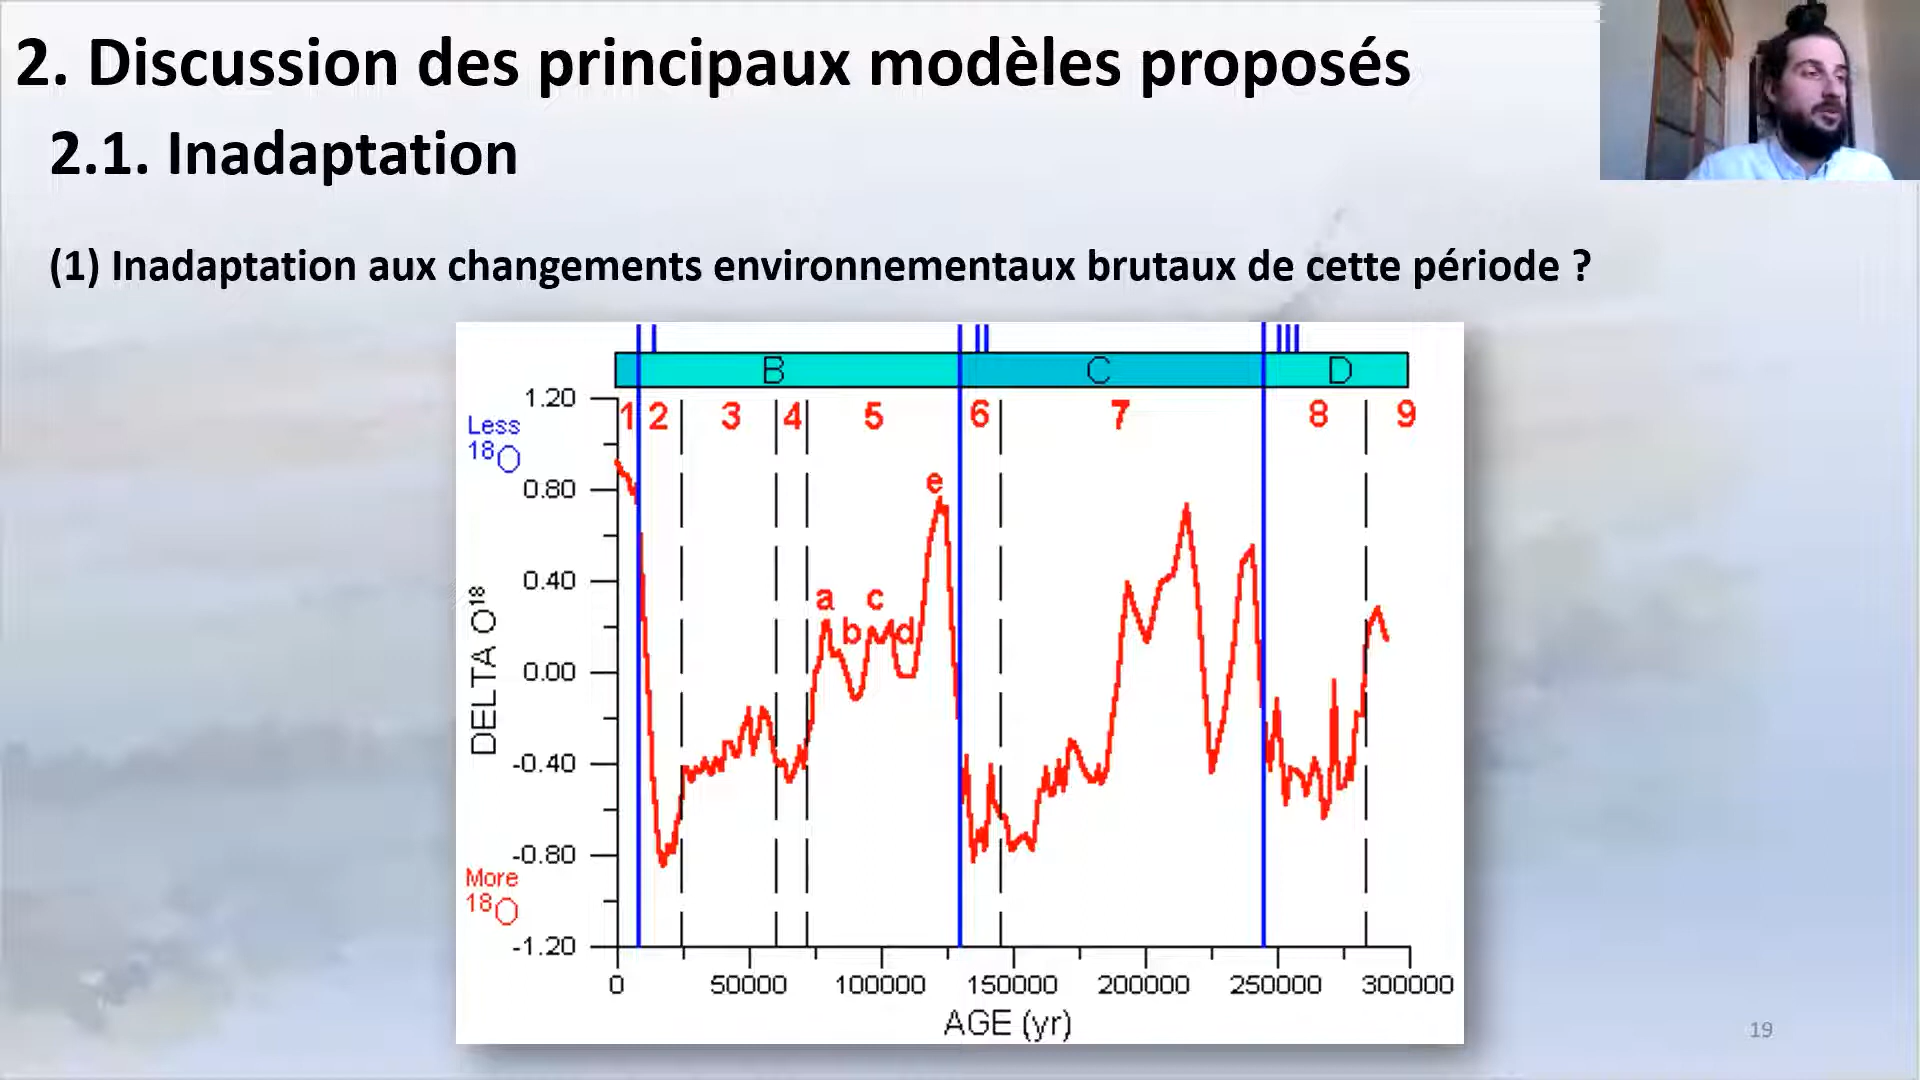 2. Discussion des principaux modèles proposés
2.1. Inadaptation
(1) Inadaptation aux changements environnementaux brutaux de cette période ?
B C D
1 2 3 4 5 6 7 8 9
Less
18O
More
18O
DELTA O18
1.20
0.80
0.40
0.00
-0.40
-0.80
-1.20
a b c d e
0 50000 100000 150000 200000 250000 300000
AGE (yr)
19